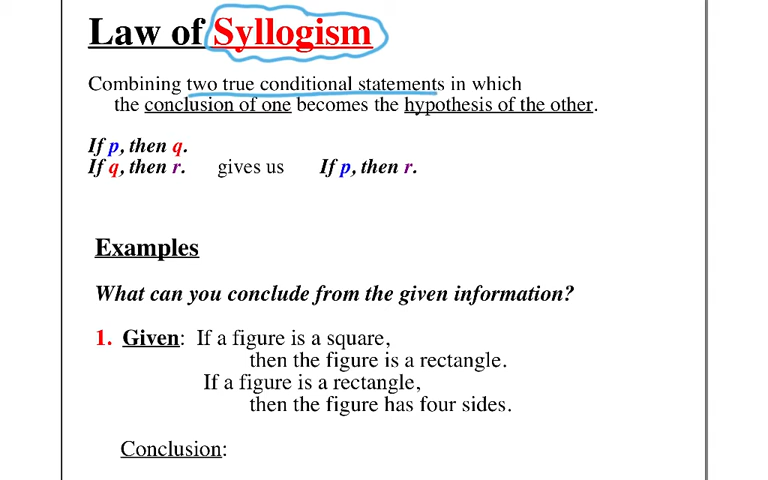 Law of Syllogism
Combining two true conditional statements in which
the conclusion of one becomes the hypothesis of the other.
If p, then q.
If q, then r. gives us If p, then r.
Examples
What can you conclude from the given information?
1. Given: If a figure is a square,
then the figure is a rectangle.
If a figure is a rectangle,
then the figure has four sides.
Conclusion: